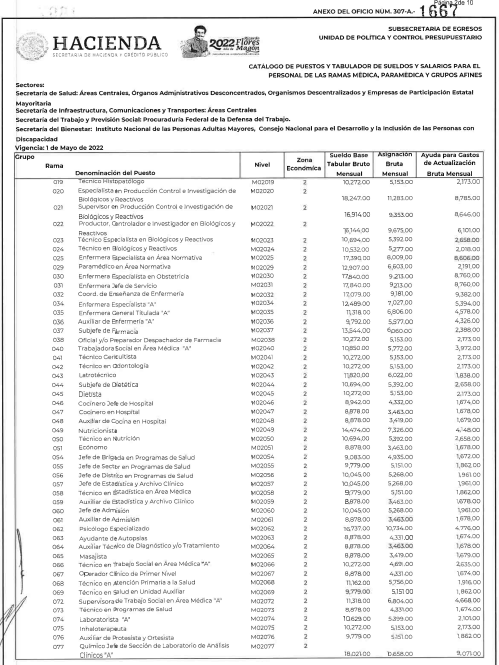 Página 2 de 10
ANEXO DEL OFICIO NUM. 307-A.- 1667
HACIENDA
SECRETARÍA DE HACIENDA Y CRÉDITO PÚBLICO
2022 Flores
Magón
SUBSECRETARIA DE EGRESOS
UNIDAD DE POLÍTICA Y CONTROL PRESUPUESTARIO
CATÁLOGO DE PUESTOS Y TABULADOR DE SUELDOS Y SALARIOS PARA EL
PERSONAL DE LAS RAMAS MÉDICA, PARAMÉDICA Y GRUPOS AFINES
Sectores:
Secretaría de Salud: Áreas Centrales, Órganos Administrativos Desconcentrados, Organismos Descentralizados y Empresas de Participación Estatal
Mayoritaria
Secretaría de Infraestructura, Comunicaciones y Transportes: Áreas Centrales
Secretaría del Trabajo y Previsión Social: Procuraduría Federal de la Defensa del Trabajo.
Secretaría del Bienestar: Instituto Nacional de las Personas Adultas Mayores, Consejo Nacional para el Desarrollo y la Inclusión de las Personas con
Discapacidad
Vigencia: 1 de Mayo de 2022
Grupo Rama Denominación del Puesto Nivel Zona Económica Sueldo Base Tabular Bruto Mensual Asignación Bruta Mensual Ayuda para Gastos de Actualización Bruta Mensual
019 Técnico Histopatólogo M02019 2 10,272.00 5,153.00 2,173.00
020 Especialista en Producción Control e Investigación de M02020 2
Biológicos y Reactivos 18,247.00 11,283.00 8,785.00
021 Supervisor en Producción Control e Investigación de M02021 2
Biológicos y Reactivos 16,914.00 9,353.00 8,646.00
022 Productor, Controlador e Investigador en Biológicos y M02022 2
Reactivos 16,144.00 9,675.00 6,101.00
023 Técnico Especialista en Biológicos y Reactivos M02023 2 10,694.00 5,392.00 2,658.00
024 Técnico en Biológicos y Reactivos M02024 2 10,532.00 5,277.00 2,018.00
025 Enfermera Especialista en Área Normativa M02025 2 17,390.00 8,009.00 8,606.00
029 Paramédico en Área Normativa M02029 2 12,907.00 6,603.00 2,191.00
030 Enfermera Especialista en Obstetricia M02030 2 17,840.00 9,213.00 8,760.00
031 Enfermera Jefe de Servicio M02031 2 17,840.00 9,213.00 8,760.00
032 Coord. de Enseñanza de Enfermería M02032 2 17,079.00 9,181.00 9,382.00
034 Enfermera Especialista "A" M02034 2 12,489.00 7,027.00 5,394.00
035 Enfermera General Titulada "A" M02035 2 11,318.00 6,806.00 4,578.00
036 Auxiliar de Enfermería "A" M02036 2 9,792.00 5,577.00 4,326.00
037 Subjefe de Farmacia M02037 2 13,544.00 6,060.00 2,388.00
038 Oficial y/o Preparador Despachador de Farmacia M02038 2 10,272.00 5,153.00 2,173.00
040 Trabajadora Social en Área Médica "A" M02040 2 10,850.00 5,772.00 3,972.00
041 Técnico Cericultista M02041 2 10,272.00 5,153.00 2,173.00
042 Técnico en Odontología M02042 2 10,272.00 5,153.00 2,173.00
043 Latrotécnico M02043 2 11,820.00 6,022.00 1,838.00
044 Subjefe de Dietética M02044 2 10,694.00 5,392.00 2,658.00
045 Dietista M02045 2 10,272.00 5,153.00 2,173.00
046 Cocinero Jefe de Hospital M02046 2 8,942.00 4,332.00 1,674.00
047 Cocinero en Hospital M02047 2 8,878.00 3,463.00 1,678.00
048 Auxiliar de Cocina en Hospital M02048 2 8,878.00 3,419.00 1,679.00
049 Nutricionista M02049 2 14,474.00 7,326.00 4,748.00
050 Técnico en Nutrición M02050 2 10,694.00 5,392.00 2,658.00
051 Ecónomo M02051 2 8,878.00 3,463.00 1,678.00
054 Jefe de Brigada en Programas de Salud M02054 2 9,083.00 4,935.00 1,672.00
055 Jefe de Sector en Programas de Salud M02055 2 9,779.00 5,151.00 1,862.00
056 Jefe de Distrito en Programas de Salud M02056 2 10,045.00 5,268.00 1,961.00
057 Jefe de Estadística y Archivo Clínico M02057 2 10,045.00 5,268.00 1,961.00
058 Técnico en Estadística en Área Médica M02058 2 9,779.00 5,151.00 1,862.00
059 Auxiliar de Estadística y Archivo Clínico M02059 2 8,878.00 3,463.00 1,678.00
060 Jefe de Admisión M02060 2 10,045.00 5,268.00 1,961.00
061 Auxiliar de Admisión M02061 2 8,878.00 3,463.00 1,678.00
062 Psicólogo Especializado M02062 2 16,737.00 10,734.00 4,776.00
063 Ayudante de Autopsias M02063 2 8,878.00 4,331.00 1,674.00
064 Auxiliar Técnico de Diagnóstico y/o Tratamiento M02064 2 8,878.00 3,463.00 1,678.00
065 Masajista M02065 2 8,878.00 3,419.00 1,679.00
066 Técnico en Trabajo Social en Área Médica "A" M02066 2 10,272.00 4,691.00 2,635.00
067 Operador Clínico de Primer Nivel M02067 2 8,878.00 4,331.00 1,674.00
068 Técnico en Atención Primaria a la Salud M02068 2 11,162.00 5,756.00 1,916.00
069 Técnico en Salud en Unidad Auxiliar M02069 2 9,779.00 5,151.00 1,862.00
072 Supervisora de Trabajo Social en Área Médica "A" M02072 2 11,318.00 6,804.00 4,668.00
073 Técnico en Programas de Salud M02073 2 8,878.00 4,331.00 1,674.00
074 Laboratorista "A" M02074 2 10,629.00 5,399.00 2,101.00
075 Inhaloterapeuta M02075 2 10,272.00 5,153.00 2,173.00
076 Auxiliar de Protesista y Ortesista M02076 2 9,779.00 5,151.00 1,862.00
077 Químico Jefe de Sección de Laboratorio de Análisis M02077 2
Clínicos "A" 18,021.00 9,071.00